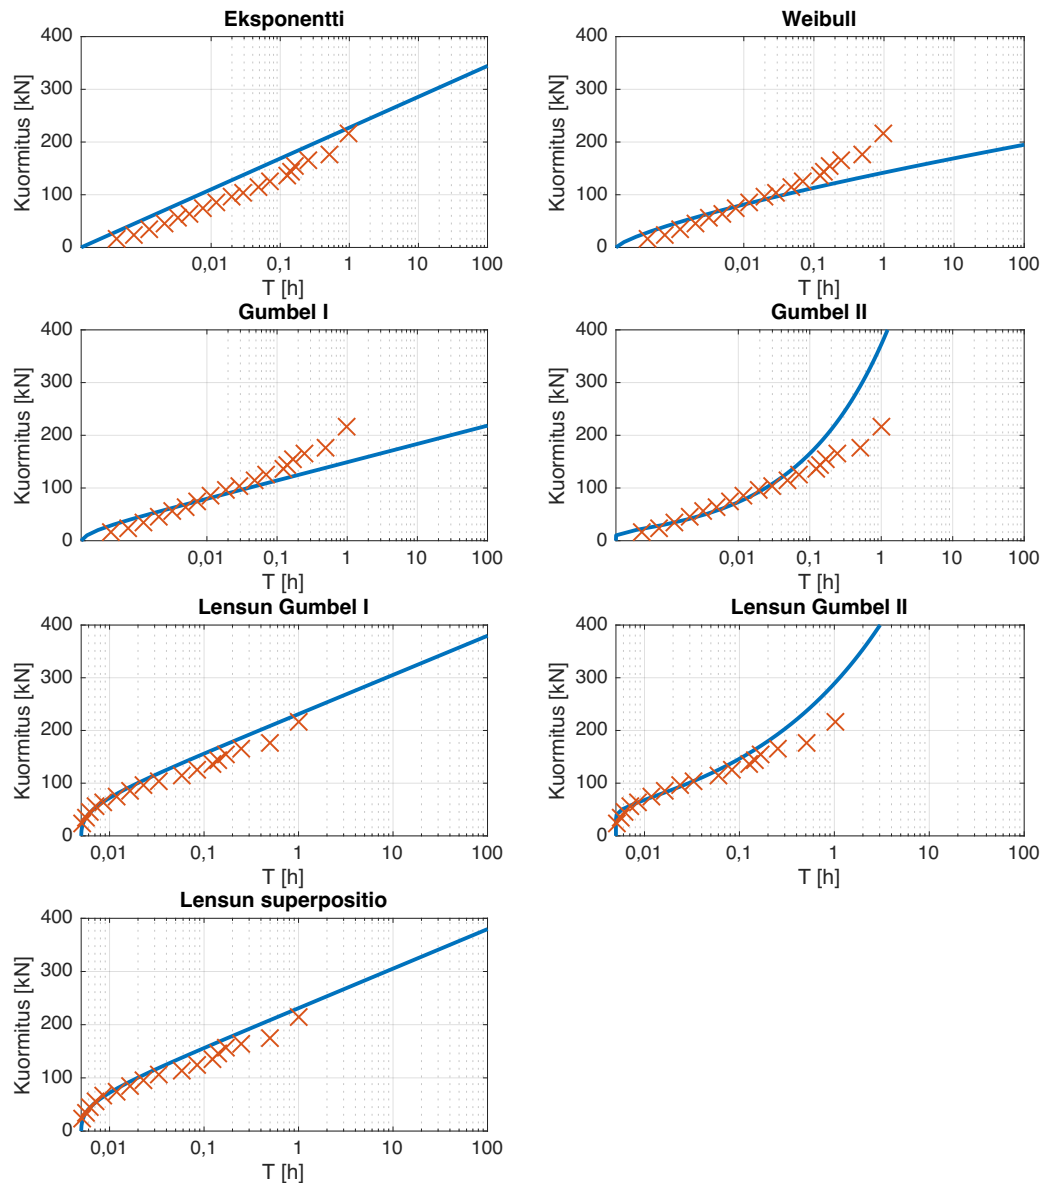 Eksponentti
Kuormitus [kN]
400
300
200
100
0
0,01 0,1 1 100
T [h]
Weibull
Kuormitus [kN]
400
300
200
100
0
0,01 0,1 1 10 100
T [h]
Gumbel I
Kuormitus [kN]
400
300
200
100
0
0,01 0,1 1 10 100
T [h]
Gumbel II
Kuormitus [kN]
400
300
200
100
0
0,01 0,1 1 10 100
T [h]
Lensun Gumbel I
Kuormitus [kN]
400
300
200
100
0
0,01 0,1 1 10 100
T [h]
Lensun Gumbel II
Kuormitus [kN]
400
300
200
100
0
0,01 0,1 1 10 100
T [h]
Lensun superpositio
Kuormitus [kN]
400
300
200
100
0
0,01 0,1 1 10 100
T [h]